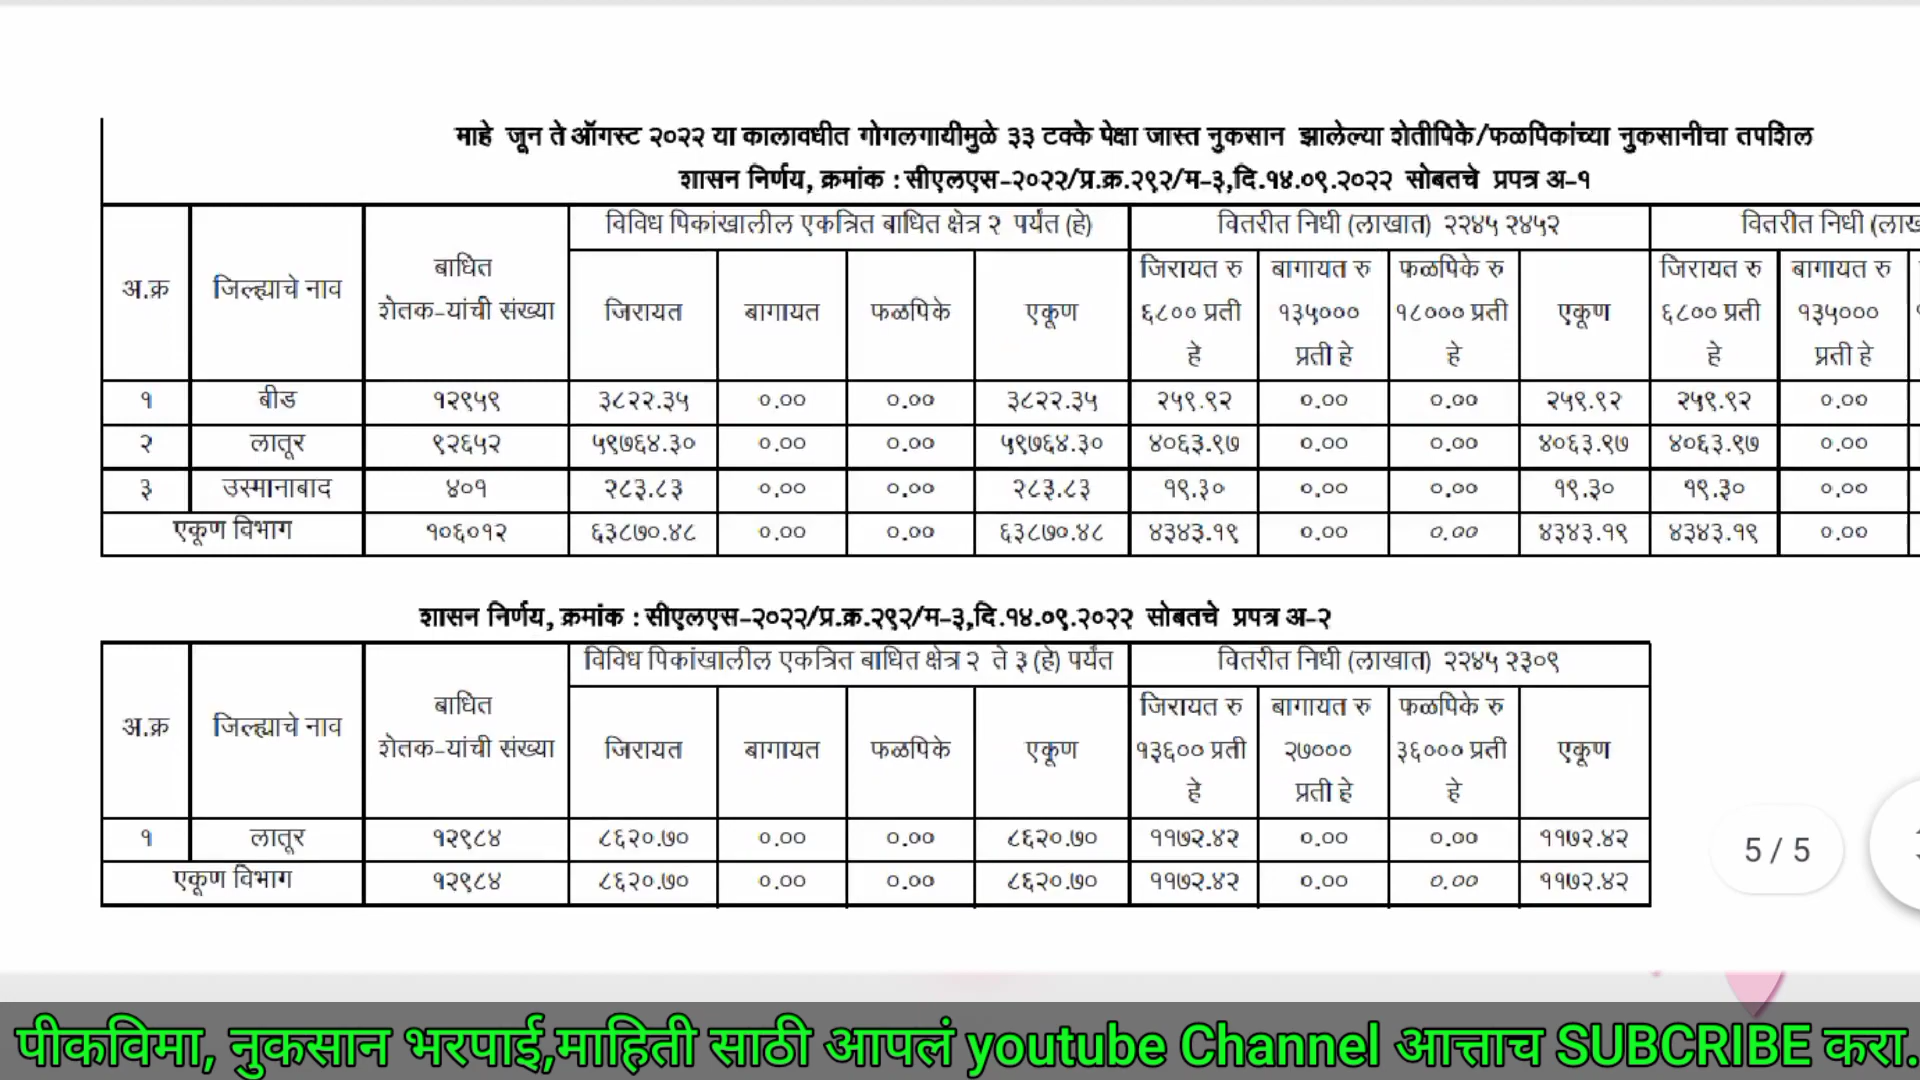 माहे जून ते ऑगस्ट २०२२ या कालावधीत गोगलगायीमुळे ३३ टक्के पेक्षा जास्त नुकसान झालेल्या शेतीपिके/फळपिकांच्या नुकसानीचा तपशिल
शासन निर्णय, क्रमांक : सीएलएस-२०२२/प्र.क्र.२९२/म-३,दि.१४.०९.२०२२ सोबतचे प्रपत्र अ-१
अ.क्र जिल्ह्याचे नाव बाधित शेतक-यांची संख्या विविध पिकांखालील एकत्रित बाधित क्षेत्र २ पर्यंत (हे) वितरीत निधी (लाखात) २२४५ २४५२ वितरीत निधी
जिरायत बागायत फळपिके एकूण जिरायत रु ६८०० प्रती हे बागायत रु १३५००० प्रती हे फळपिके रु १८००० प्रती हे एकूण जिरायत रु ६८०० प्रती हे बागायत रु १३५००० प्रती हे
१ बीड १२९५९ ३८२२.३५ ०.०० ०.०० ३८२२.३५ २५९.९२ ०.०० ०.०० २५९.९२ २५९.९२ ०.००
२ लातूर ९२६५२ ५९७६४.३० ०.०० ०.०० ५९७६४.३० ४०६३.९७ ०.०० ०.०० ४०६३.९७ ४०६३.९७ ०.००
३ उस्मानाबाद ४०१ २८३.८३ ०.०० ०.०० २८३.८३ १९.३० ०.०० ०.०० १९.३० १९.३० ०.००
एकूण विभाग १०६०१२ ६३८७०.४८ ०.०० ०.०० ६३८७०.४८ ४३४३.१९ ०.०० ०.०० ४३४३.१९ ४३४३.१९ ०.००
शासन निर्णय, क्रमांक : सीएलएस-२०२२/प्र.क्र.२९२/म-३,दि.१४.०९.२०२२ सोबतचे प्रपत्र अ-२
अ.क्र जिल्ह्याचे नाव बाधित शेतक-यांची संख्या विविध पिकांखालील एकत्रित बाधित क्षेत्र २ ते ३ (हे) पर्यंत वितरीत निधी (लाखात) २२४५ २३०९
जिरायत बागायत फळपिके एकूण जिरायत रु १३६०० प्रती हे बागायत रु २७००० प्रती हे फळपिके रु ३६००० प्रती हे एकूण
१ लातूर १२९८४ ८६२०.७० ०.०० ०.०० ८६२०.७० ११७२.४२ ०.०० ०.०० ११७२.४२
एकूण विभाग १२९८४ ८६२०.७० ०.०० ०.०० ८६२०.७० ११७२.४२ ०.०० ०.०० ११७२.४२
5 / 5
पीकविमा, नुकसान भरपाई,माहिती साठी आपलं youtube Channel आत्ताच SUBSCRIBE करा.